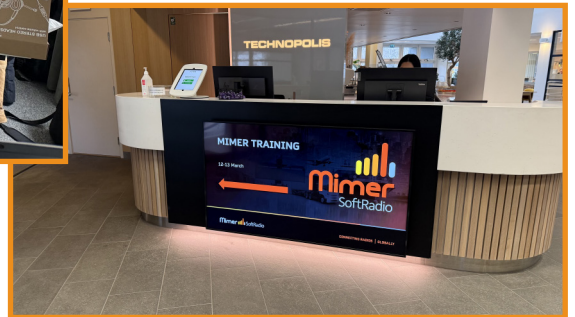 TECHNOPOLIS
MIMER TRAINING
12-13 March
Mimer
SoftRadio
Mimer SoftRadio
CONNECTING RADIOS | GLOBALLY